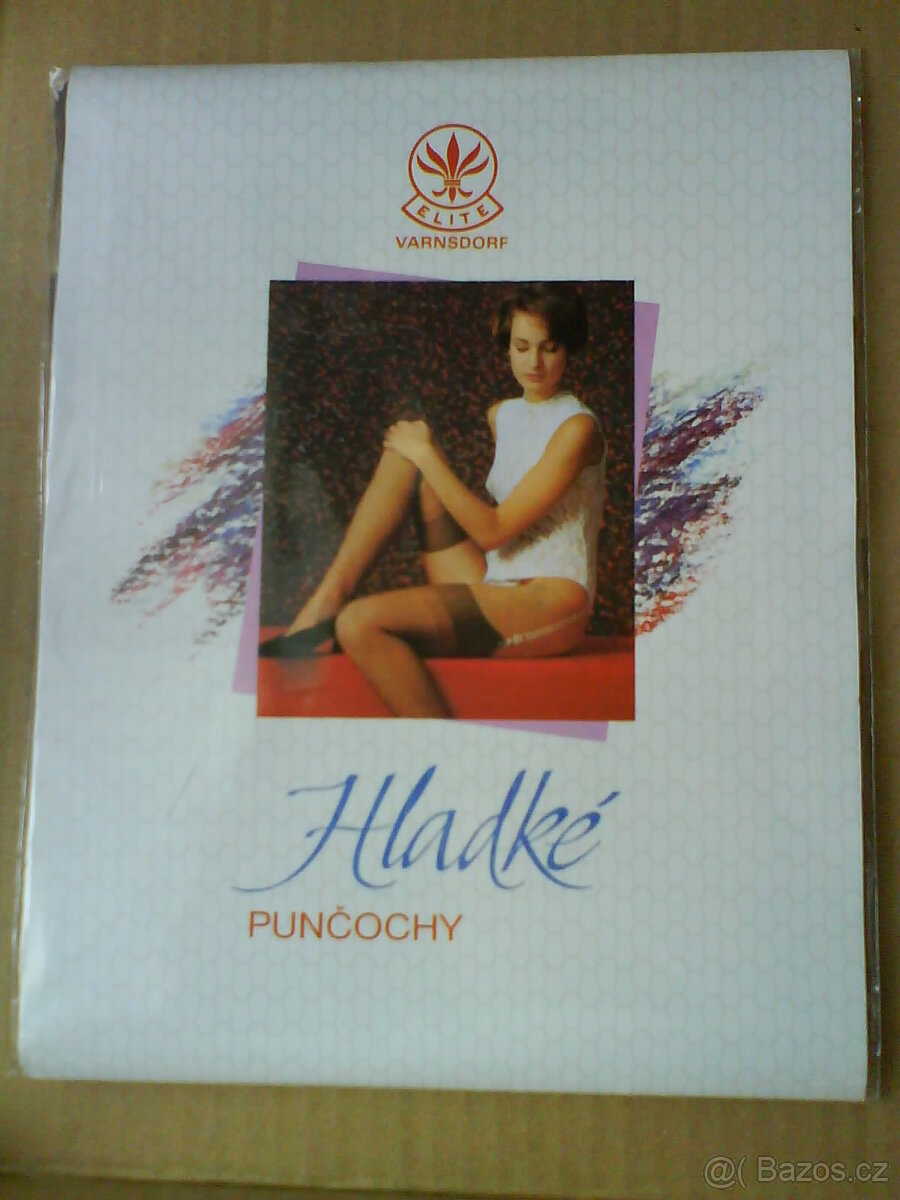 ELITE
VARNSDORF
Hladké
PUNČOCHY
@( Bazos.cz